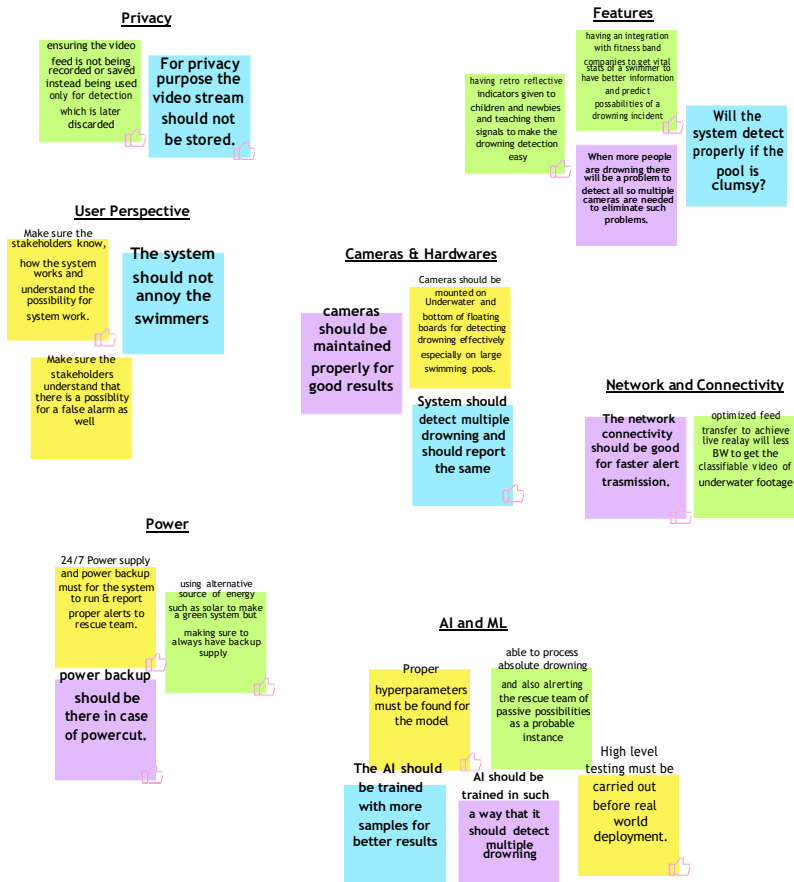 Privacy
ensuring the video
feed is not being
recorded or saved
instead being used
only for detection
which is later
discarded
For privacy
purpose the
video stream
should not
be stored.
Features
having an integration
with fitness band
companies to get vital
stats of a swimmer to
have better information
and predict
possabilities of a
drowning incident
having retro reflective
indicators given to
children and newbies
and teaching them
signals to make the
drowning detection
easy
When more people
are drowning there
will be a problem to
detect all so multiple
cameras are needed
to eliminate such
problems.
Will the
system detect
properly if the
pool is
clumsy?
User Perspective
Make sure the
stakeholders know,
how the system
works and
understand the
possibility for
system work.
The system
should not
annoy the
swimmers
Make sure the
stakeholders
understand that
there is a possiblity
for a false alarm as
well
Cameras & Hardwares
cameras
should be
maintained
properly for
good results
Cameras should be
mounted on
Underwater and
bottom of floating
boards for detecting
drowning effectively
especially on large
swimming pools.
System should
detect multiple
drowning and
should report
the same
Network and Connectivity
The network
connectivity
should be good
for faster alert
trasmission.
optimized feed
transfer to achieve
live realay will less
BW to get the
classifiable video of
underwater footage
Power
24/7 Power supply
and power backup
must for the system
to run & report
proper alerts to
rescue team.
using alternative
source of energy
such as solar to make
a green system but
making sure to
always have backup
supply
power backup
should be
there in case
of powercut.
AI and ML
Proper
hyperparameters
must be found for
the model
able to process
absolute drowning
and also alrerting
the rescue team of
passive possibilities
as a probable
instance
The AI should
be trained
with more
samples for
better results
AI should be
trained in such
a way that it
should detect
multiple
drowning
High level
testing must be
carried out
before real
world
deployment.